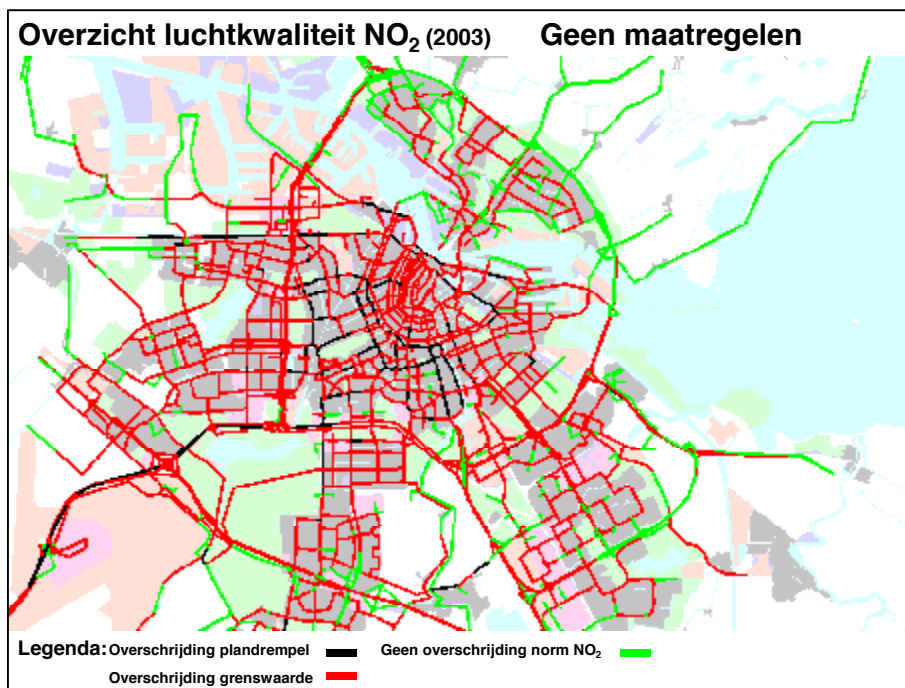 Overzicht luchtkwaliteit NO₂ (2003) Geen maatregelen
Legenda: Overschrijding plandrempel Geen overschrijding norm NO₂
Overschrijding grenswaarde